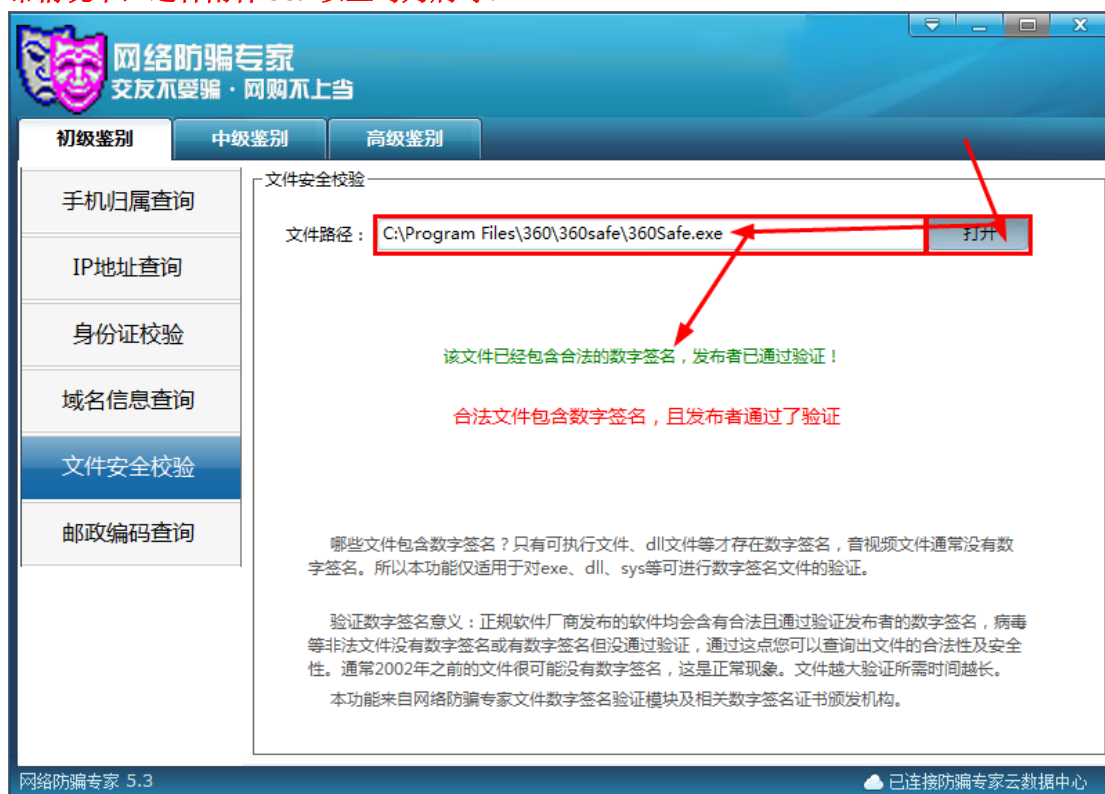 网络防骗专家
交友不受骗·网购不上当
初级鉴别
中级鉴别
高级鉴别
手机归属查询
IP地址查询
身份证校验
域名信息查询
文件安全校验
邮政编码查询
文件安全校验
文件路径：
C:\Program Files\360\360safe\360Safe.exe
打开
该文件已经包含合法的数字签名，发布者已通过验证！
合法文件包含数字签名，且发布者通过了验证
哪些文件包含数字签名？只有可执行文件、dll文件等才存在数字签名，音视频文件通常没有数
字签名。所以本功能仅适用于对exe、dll、sys等可进行数字签名文件的验证。
验证数字签名意义：正规软件厂商发布的软件均会含有合法且通过验证发布者的数字签名，病毒
等非法文件没有数字签名或有数字签名但没通过验证，通过这点您可以查询出文件的合法性及安全
性。通常2002年之前的文件很可能没有数字签名，这是正常现象。文件越大验证所需时间越长。
本功能来自网络防骗专家文件数字签名验证模块及相关数字签名证书颁发机构。
网络防骗专家 5.3
已连接防骗专家云数据中心